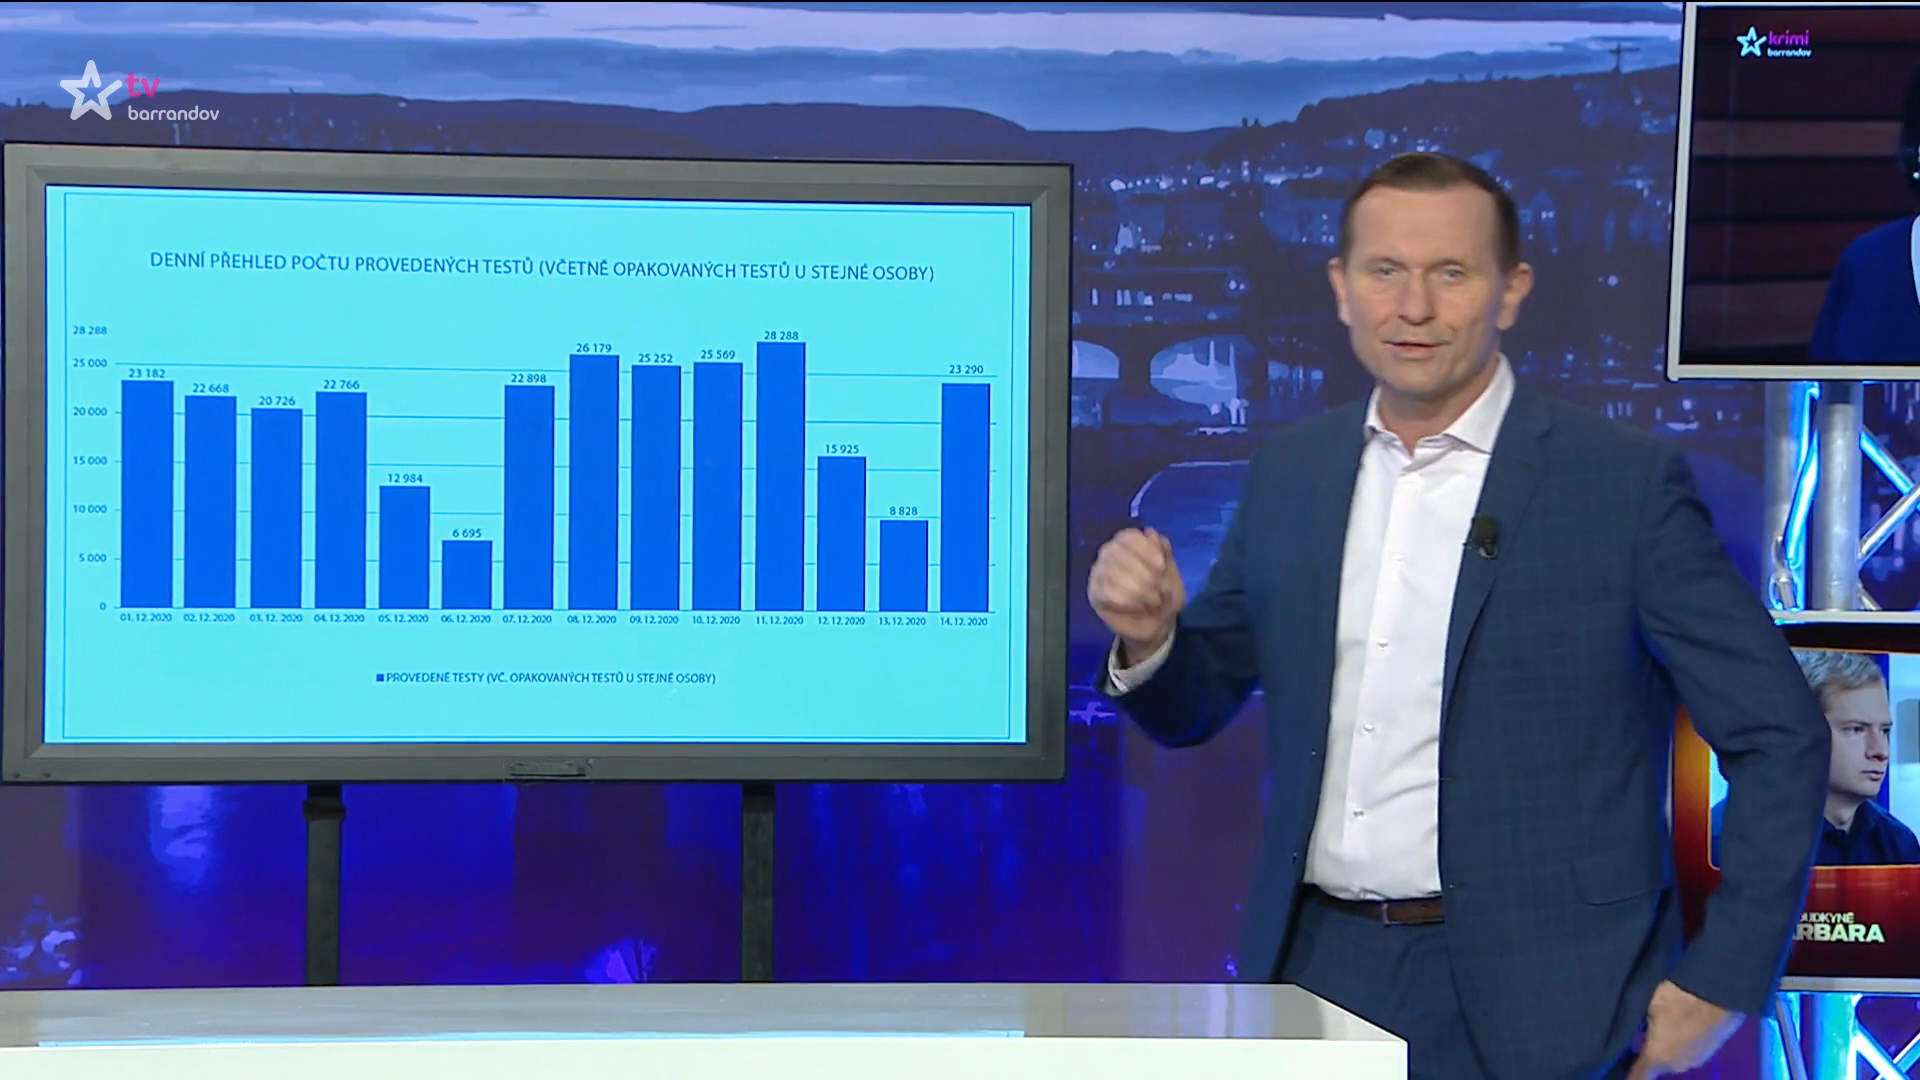 tv
barrandov
krimi
barrandov
DENNÍ PŘEHLED POČTU PROVEDENÝCH TESTŮ (VČETNĚ OPAKOVANÝCH TESTŮ U STEJNÉ OSOBY)
28 288
25 000
20 000
15 000
10 000
5 000
0
23 182
22 668
20 726
22 766
12 984
6 695
22 898
26 179
25 252
25 569
28 288
15 925
8 828
23 290
01. 12. 2020
02. 12. 2020
03. 12. 2020
04. 12. 2020
05. 12. 2020
06. 12. 2020
07. 12. 2020
08. 12. 2020
09. 12. 2020
10. 12. 2020
11. 12. 2020
12. 12. 2020
13. 12. 2020
14. 12. 2020
PROVEDENÉ TESTY (VČ. OPAKOVANÝCH TESTŮ U STEJNÉ OSOBY)
UDKYNĚ
RBARA